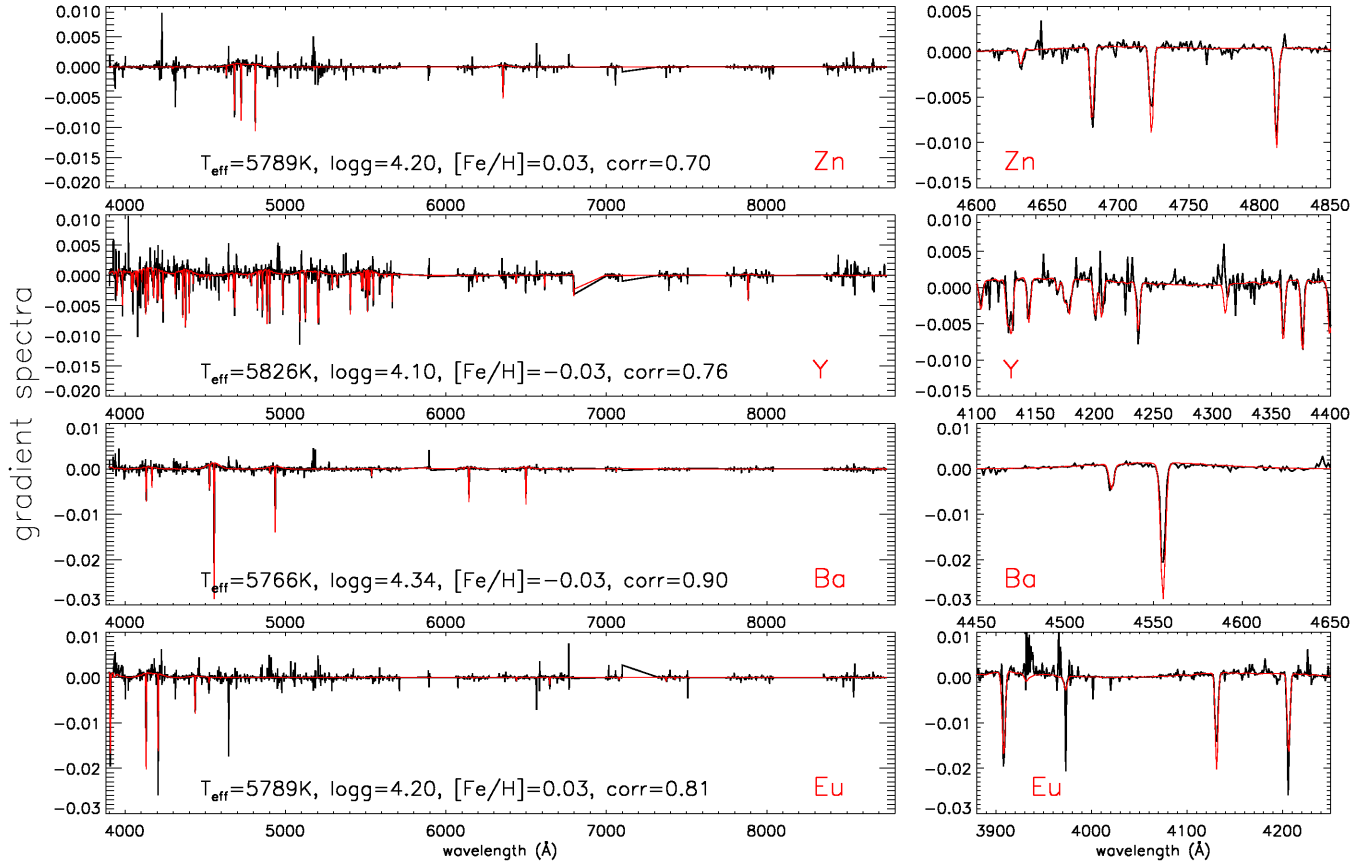 gradient spectra
0.010
0.005
0.000
−0.005
−0.010
−0.015
−0.020
T_eff=5789K, logg=4.20, [Fe/H]=0.03, corr=0.70
Zn
4000 5000 6000 7000 8000
0.005
0.000
−0.005
−0.010
−0.015
Zn
4600 4650 4700 4750 4800 4850
0.010
0.005
0.000
−0.005
−0.010
−0.015
−0.020
T_eff=5826K, logg=4.10, [Fe/H]=−0.03, corr=0.76
Y
4000 5000 6000 7000 8000
0.010
0.005
0.000
−0.005
−0.010
−0.015
Y
4100 4150 4200 4250 4300 4350 4400
0.01
0.00
−0.01
−0.02
−0.03
T_eff=5766K, logg=4.34, [Fe/H]=−0.03, corr=0.90
Ba
4000 5000 6000 7000 8000
0.01
0.00
−0.01
−0.02
−0.03
Ba
4450 4500 4550 4600 4650
0.01
0.00
−0.01
−0.02
−0.03
T_eff=5789K, logg=4.20, [Fe/H]=0.03, corr=0.81
Eu
4000 5000 6000 7000 8000
wavelength (Å)
0.01
0.00
−0.01
−0.02
−0.03
Eu
3900 4000 4100 4200
wavelength (Å)